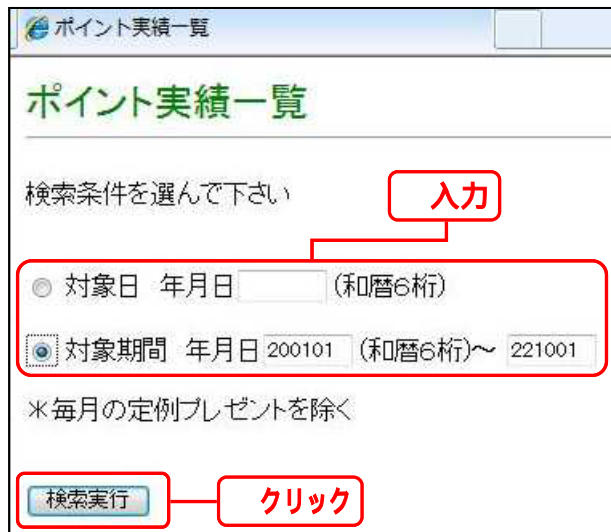 ポイント実績一覧
ポイント実績一覧
検索条件を選んで下さい
入力
対象日 年月日 (和暦6桁)
対象期間 年月日 200101 (和暦6桁)～ 221001
＊毎月の定例プレゼントを除く
検索実行
クリック